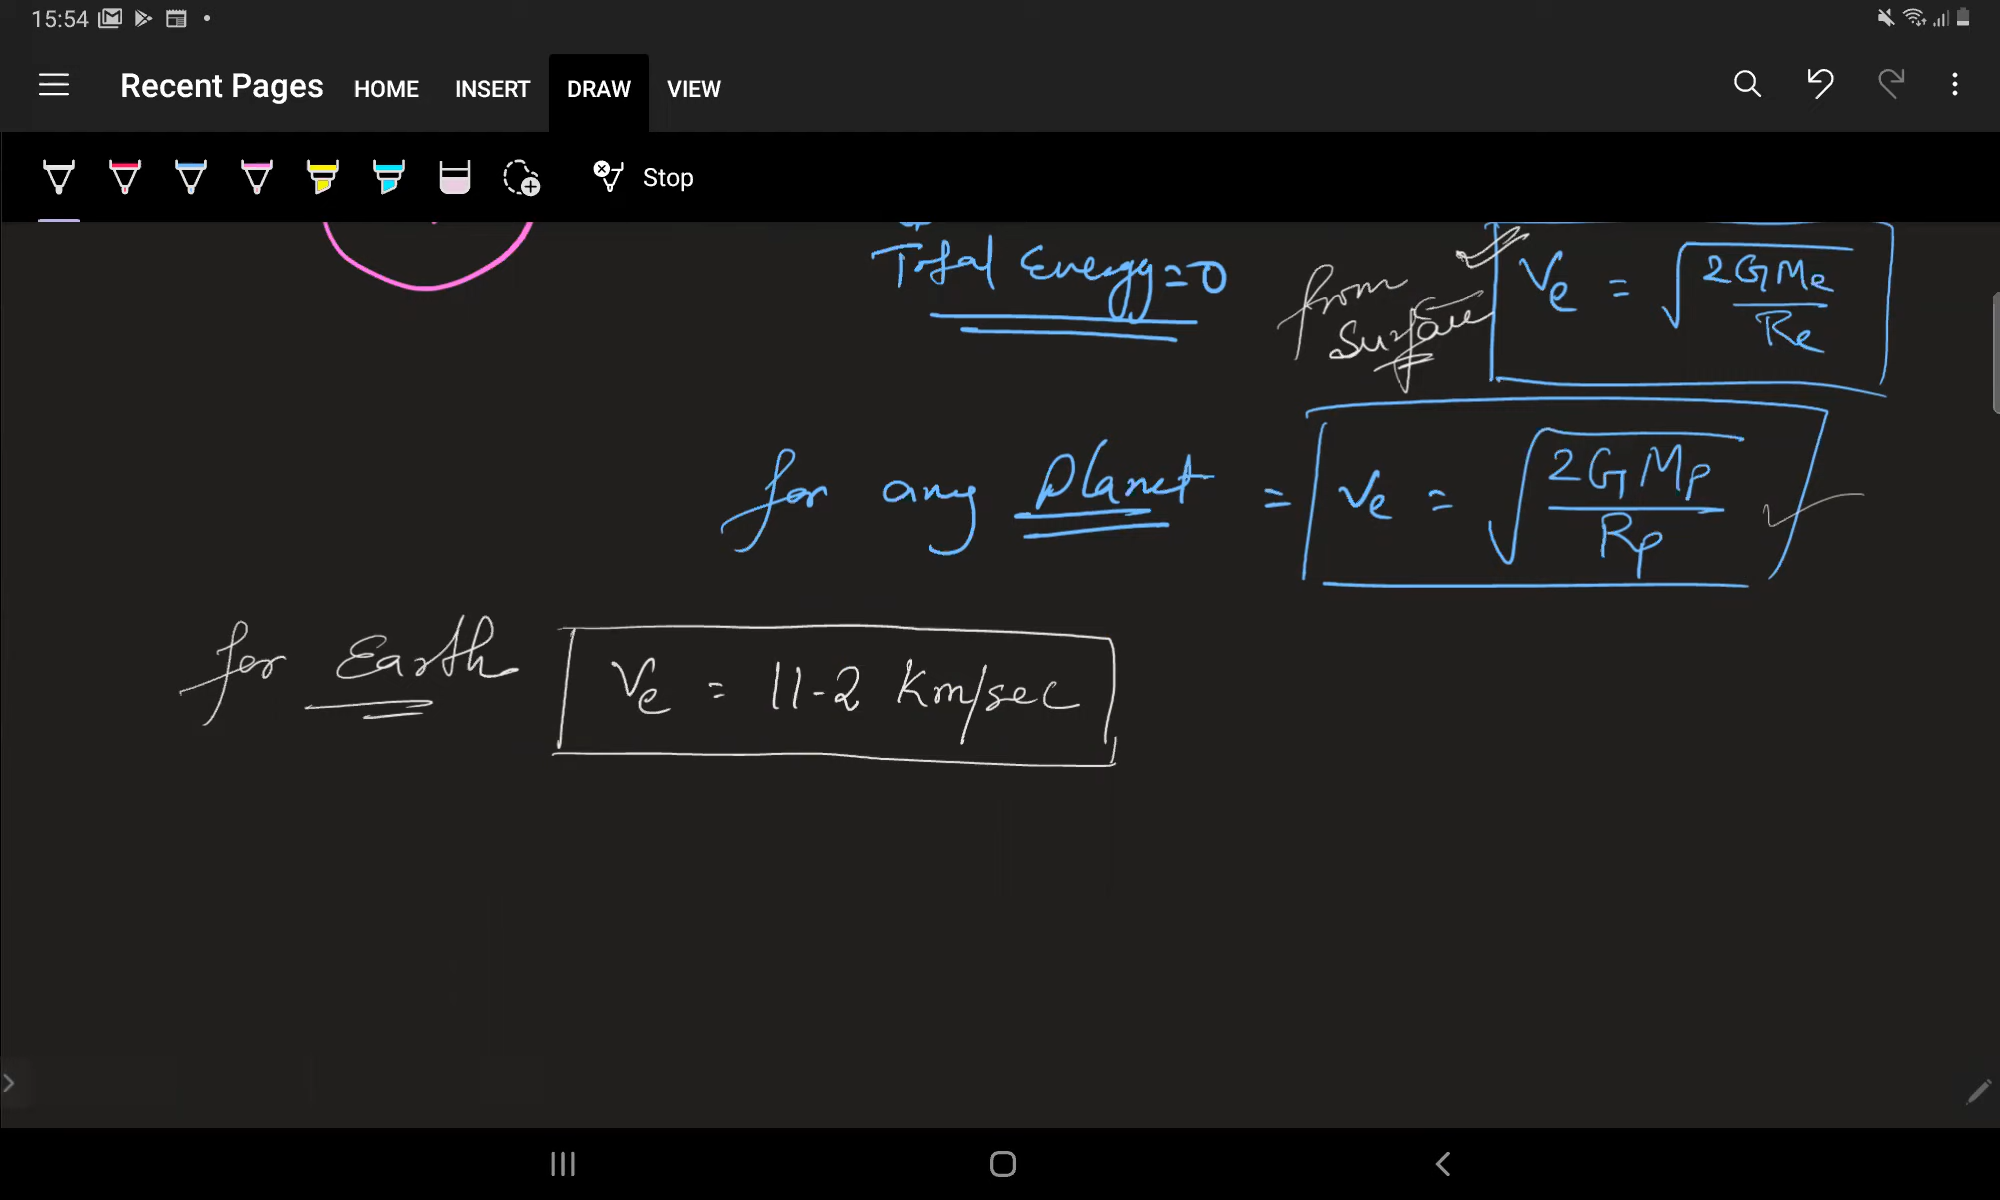 15:54
Recent Pages HOME INSERT DRAW VIEW
Stop
Total Energy = 0
from
Surface
Ve = √2GMe/Re
for any Planet = Ve = √2GMp/Rp
for Earth Ve = 11-2 Km/sec